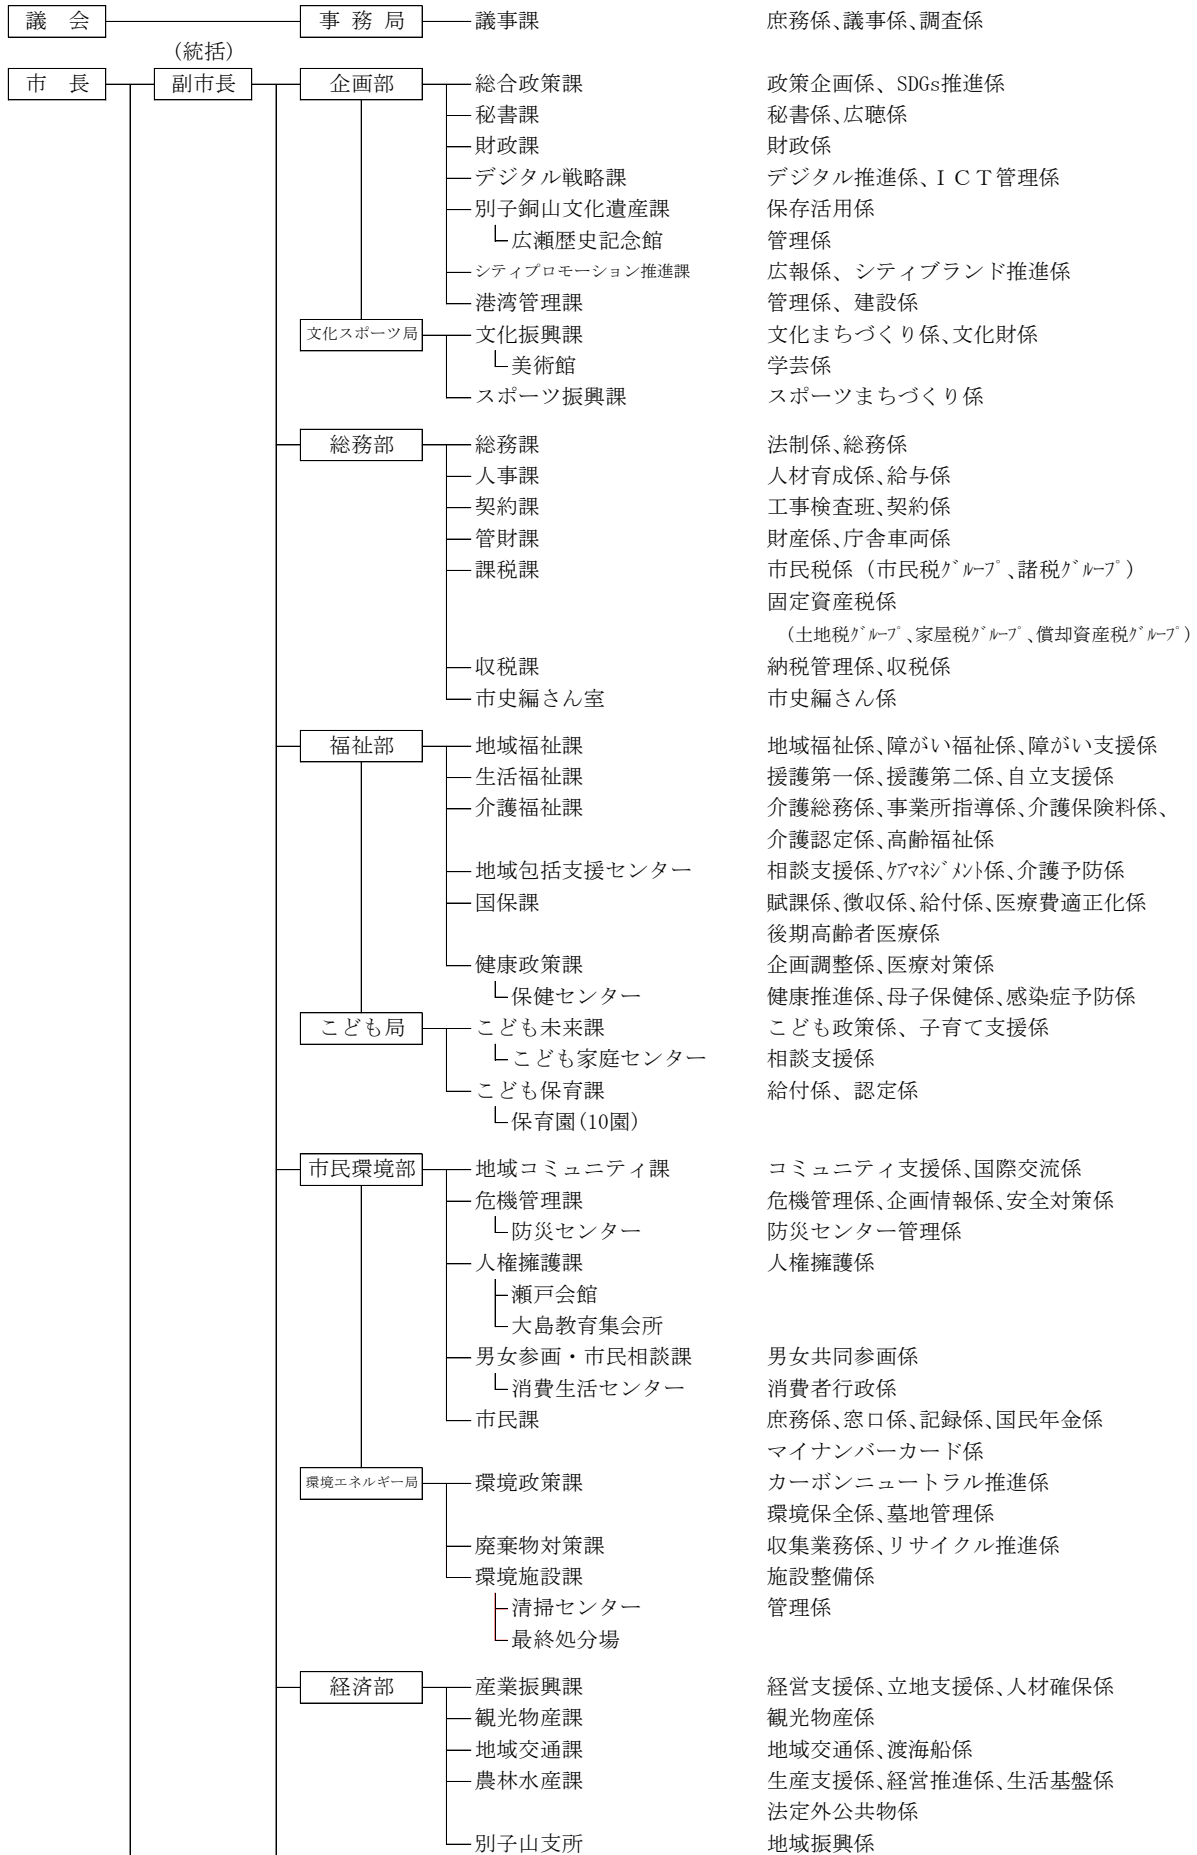 議 会 事 務 局 議事課 庶務係、議事係、調査係
(統括)
市 長 副市長 企画部 総合政策課 政策企画係、SDGs推進係
秘書課 秘書係、広聴係
財政課 財政係
デジタル戦略課 デジタル推進係、ＩＣＴ管理係
別子銅山文化遺産課 保存活用係
広瀬歴史記念館 管理係
シティプロモーション推進課 広報係、シティブランド推進係
港湾管理課 管理係、建設係
文化スポーツ局 文化振興課 文化まちづくり係、文化財係
美術館 学芸係
スポーツ振興課 スポーツまちづくり係
総務部 総務課 法制係、総務係
人事課 人材育成係、給与係
契約課 工事検査班、契約係
管財課 財産係、庁舎車両係
課税課 市民税係（市民税ｸﾞﾙｰﾌﾟ、諸税ｸﾞﾙｰﾌﾟ）
固定資産税係
（土地税ｸﾞﾙｰﾌﾟ、家屋税ｸﾞﾙｰﾌﾟ、償却資産税ｸﾞﾙｰﾌﾟ）
収税課 納税管理係、収税係
市史編さん室 市史編さん係
福祉部 地域福祉課 地域福祉係、障がい福祉係、障がい支援係
生活福祉課 援護第一係、援護第二係、自立支援係
介護福祉課 介護総務係、事業所指導係、介護保険料係、
介護認定係、高齢福祉係
地域包括支援センター 相談支援係、ｹｱﾏﾈｼﾞﾒﾝﾄ係、介護予防係
国保課 賦課係、徴収係、給付係、医療費適正化係
後期高齢者医療係
健康政策課 企画調整係、医療対策係
保健センター 健康推進係、母子保健係、感染症予防係
こども局 こども未来課 こども政策係、子育て支援係
こども家庭センター 相談支援係
こども保育課 給付係、認定係
保育園(10園)
市民環境部 地域コミュニティ課 コミュニティ支援係、国際交流係
危機管理課 危機管理係、企画情報係、安全対策係
防災センター 防災センター管理係
人権擁護課 人権擁護係
瀬戸会館
大島教育集会所
男女参画・市民相談課 男女共同参画係
消費生活センター 消費者行政係
市民課 庶務係、窓口係、記録係、国民年金係
マイナンバーカード係
環境エネルギー局 環境政策課 カーボンニュートラル推進係
環境保全係、墓地管理係
廃棄物対策課 収集業務係、リサイクル推進係
環境施設課 施設整備係
清掃センター 管理係
最終処分場
経済部 産業振興課 経営支援係、立地支援係、人材確保係
観光物産課 観光物産係
地域交通課 地域交通係、渡海船係
農林水産課 生産支援係、経営推進係、生活基盤係
法定外公共物係
別子山支所 地域振興係